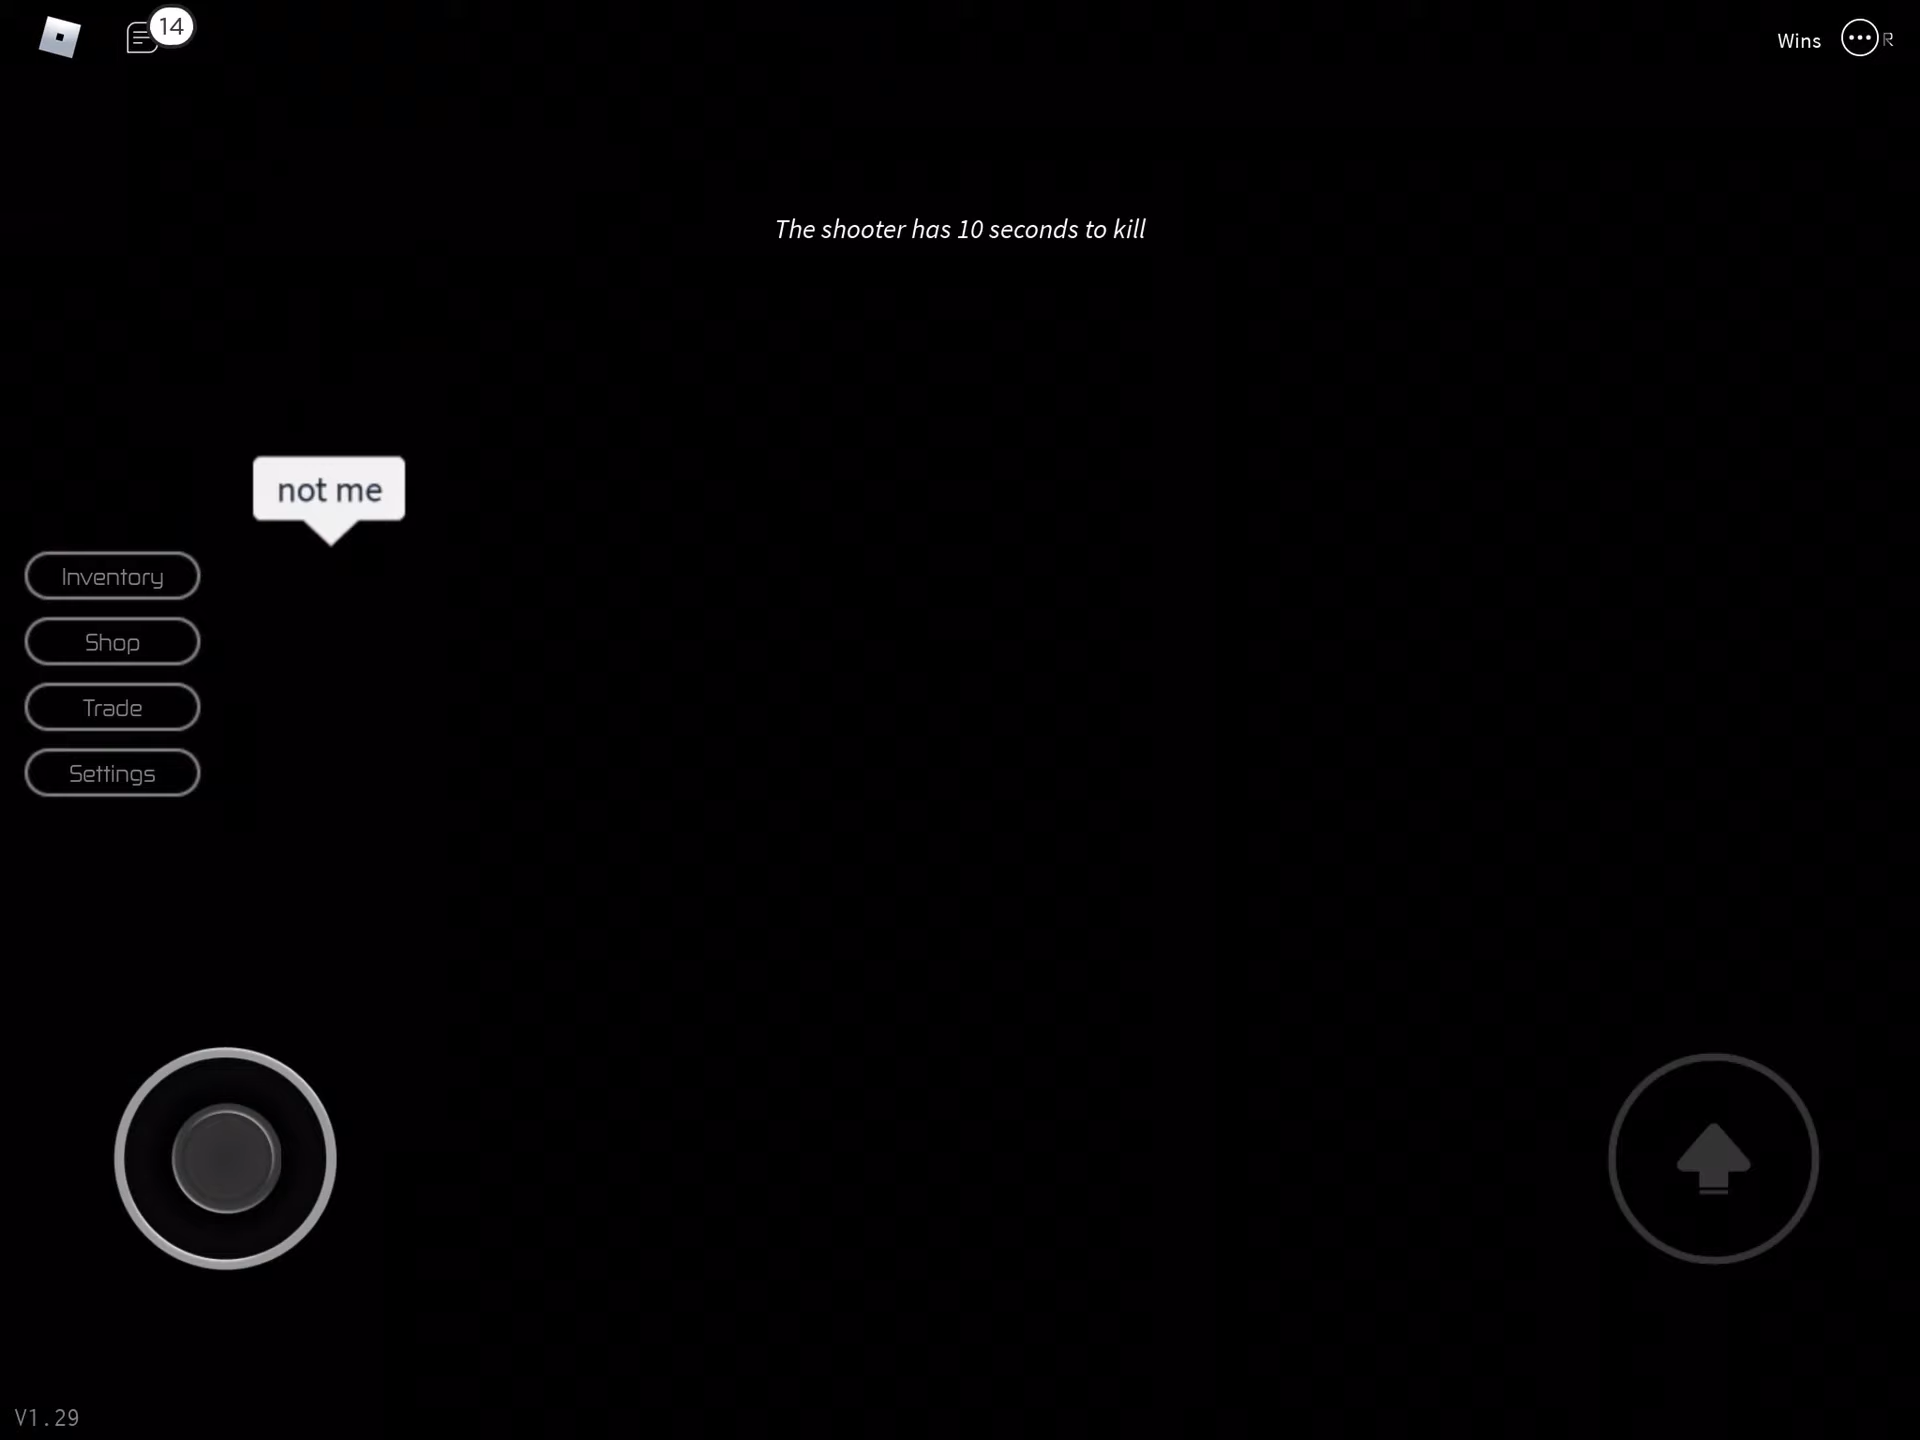 14
Wins
R
The shooter has 10 seconds to kill
not me
Inventory
Shop
Trade
Settings
V1.29